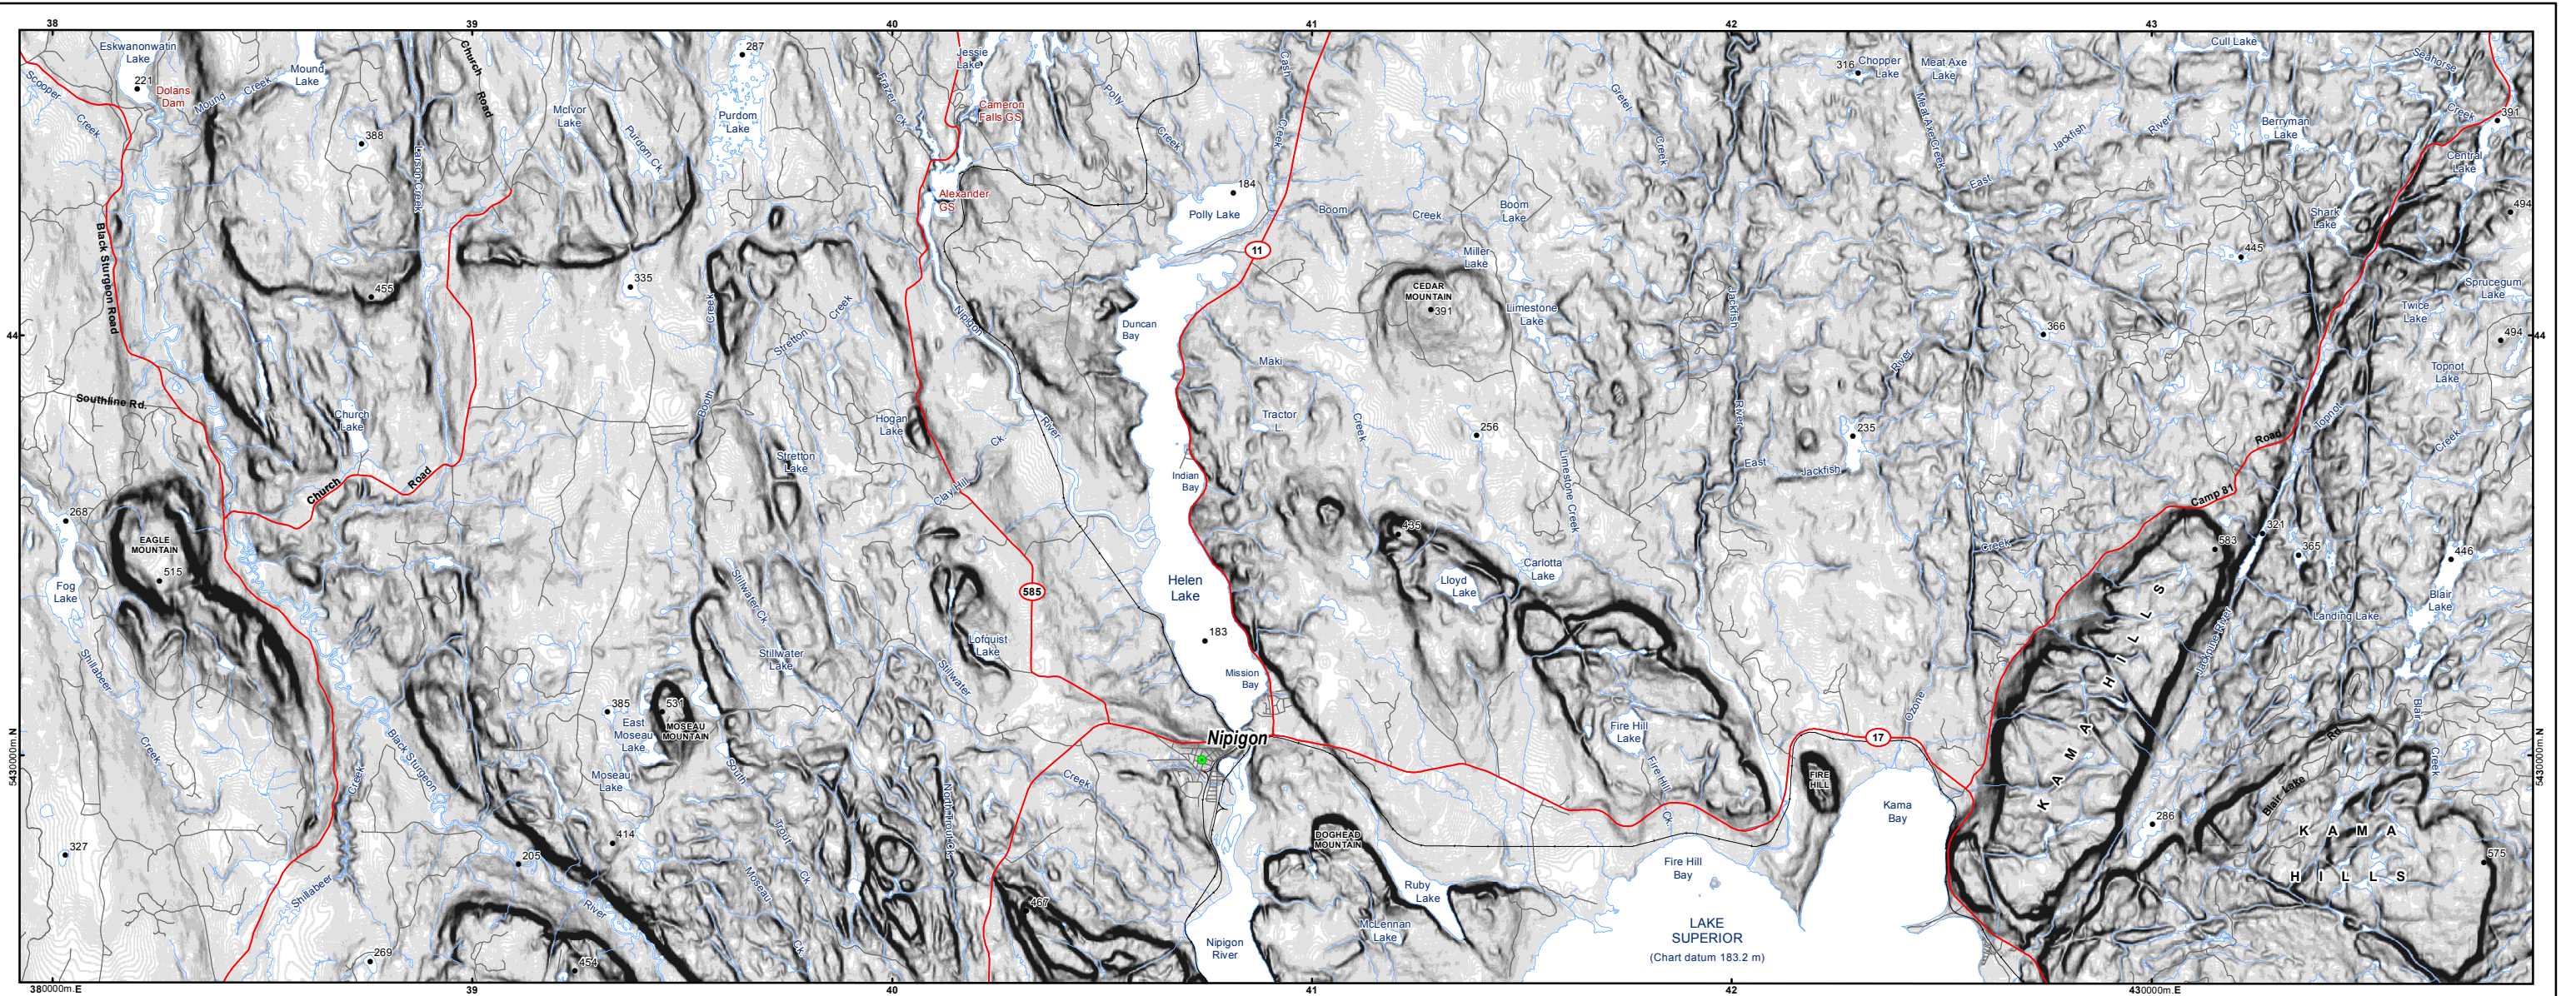 38
39
40
41
42
43
Eskwanonwatin
Lake
221
Dolans
Dam
Scooper
Creek
Mound
Creek
Mound
Lake
388
Larson Creek
Church
Road
McIvor
Lake
Purdom Ck.
287
Purdom
Lake
Frazer Ck.
Jessie
Lake
Cameron
Falls GS
Alexander
GS
Polly
Creek
184
Polly Lake
Cash
Creek
11
Boom
Creek
Boom
Lake
Miller
Lake
Gretel
Creek
316
Chopper
Lake
Meat Axe
Lake
Meat Axe Creek
Cull Lake
Jackfish
River
East
Berryman
Lake
Seahorse
Creek
391
Central
Lake
494
Shark
Lake
445
Sprucegum
Lake
Twice
Lake
494
Topnot
Lake
Black Sturgeon Road
455
335
Creek
Booth
Stretton
Creek
Nipigon
River
Duncan
Bay
CEDAR
MOUNTAIN
391
Limestone
Lake
Jackfish
River
366
River
44
44
Southline Rd.
Church
Lake
Church
Road
Hogan
Lake
Stretton
Lake
Clay Hill
Ck.
Maki
Creek
Tractor
L.
Indian
Bay
256
Limestone Creek
235
East
Jackfish
Topnot
Creek
Camp 81
Road
268
EAGLE
MOUNTAIN
515
Fog
Lake
Shillabeer
Creek
Stillwater Ck.
Stillwater
Lake
585
Lofquist
Lake
Stillwater
Creek
Helen
Lake
183
Mission
Bay
435
Lloyd
Lake
Carlotta
Lake
Creek
Ozone
583
321
365
446
Blair
Lake
Landing Lake
Jackpine River
KAMA HILLS
385
531
MOSEAU
MOUNTAIN
East
Moseau
Lake
Moseau
Lake
Black Sturgeon
River
South
Trout
Ck.
North Trout Ck.
Nipigon
Fire Hill
Lake
Fire Hill
Ck.
17
FIRE
HILL
Kama
Bay
Blair
Creek
Blair Lake
Rd.
286
KAMA
HILLS
575
5430000m.N
5430000m.N
327
Shillabeer
Creek
205
414
Moseau
Ck.
467
DOGHEAD
MOUNTAIN
Ruby
Lake
McLennan
Lake
Fire Hill
Bay
Nipigon
River
LAKE
SUPERIOR
(Chart datum 183.2 m)
269
454
380000m.E
39
40
41
42
430000m.E